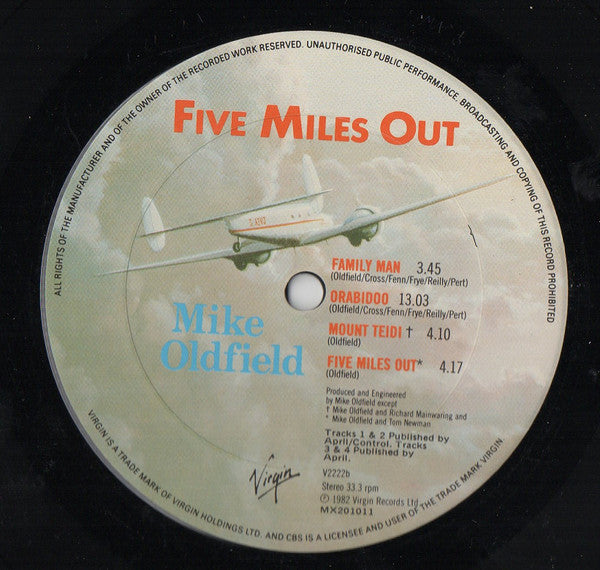 ALL RIGHTS OF THE MANUFACTURER AND OF THE OWNER OF THE RECORDED WORK RESERVED. UNAUTHORISED PUBLIC PERFORMANCE, BROADCASTING AND COPYING OF THIS RECORD PROHIBITED
FIVE MILES OUT
Mike
Oldfield
FAMILY MAN 3.45
(Oldfield/Cross/Fenn/Frye/Reilly/Pert)
ORABIDOO 13.03
(Oldfield/Cross/Fenn/Frye/Reilly/Pert)
MOUNT TEIDI † 4.10
(Oldfield)
FIVE MILES OUT* 4.17
(Oldfield)
Produced and Engineered
by Mike Oldfield except
† Mike Oldfield and Richard Mainwaring and
* Mike Oldfield and Tom Newman
Tracks 1 & 2 Published by
April/Control. Tracks
3 & 4 Published by
April.
Virgin
V2222b
Stereo 33.3 rpm
℗ 1982 Virgin Records Ltd
MX201011
VIRGIN IS A TRADE MARK OF VIRGIN HOLDINGS LTD. AND CBS IS A LICENSEE AND USER OF THE TRADE MARK VIRGIN